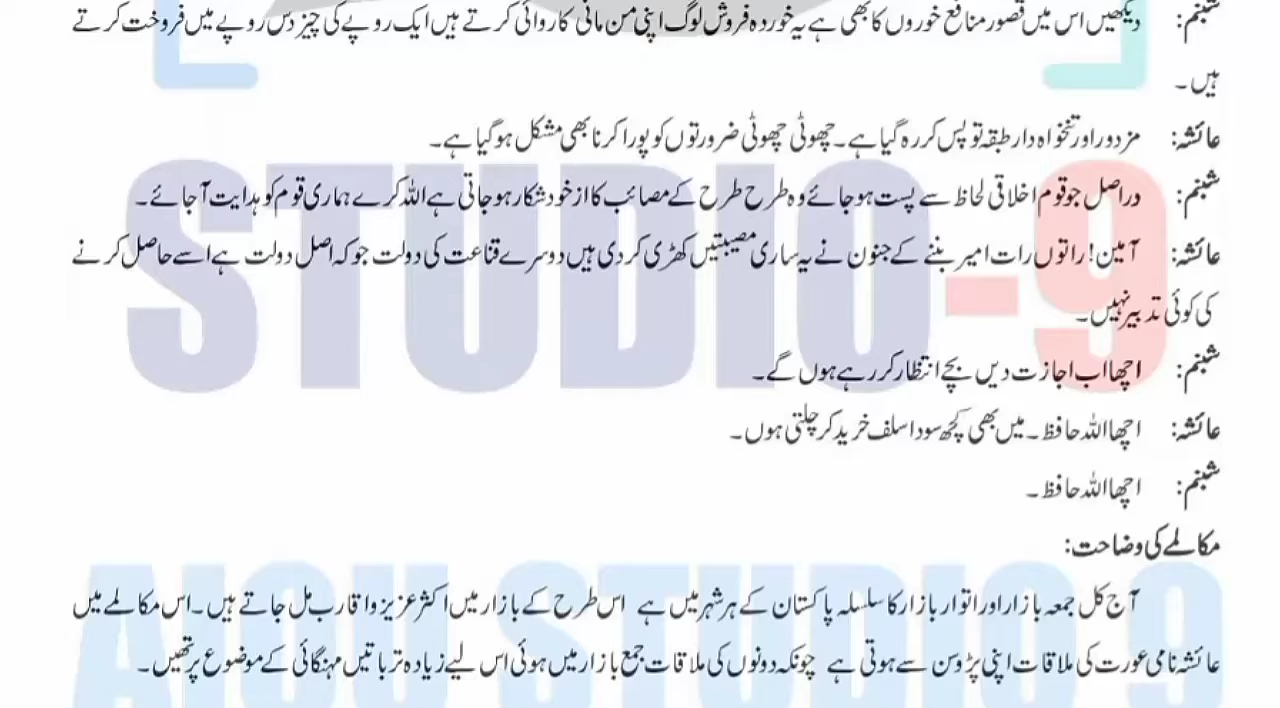 شبنم: دیکھیں اس میں قصور منافع خوروں کا بھی ہے یہ خوردہ فروش لوگ اپنی من مانی کاروائی کرتے ہیں ایک روپے کی چیز دس روپے میں فروخت کرتے
ہیں۔
عائشہ: مزدور اور تنخواہ دار طبقہ تو پس کر رہ گیا ہے۔ چھوٹی چھوٹی ضرورتوں کو پورا کرنا بھی مشکل ہو گیا ہے۔
شبنم: دراصل جو قوم اخلاقی لحاظ سے پست ہو جائے وہ طرح طرح کے مصائب کا از خود شکار ہو جاتی ہے اللہ کرے ہماری قوم کو ہدایت آ جائے۔
عائشہ: آمین! راتوں رات امیر بننے کے جنون نے یہ ساری مصیبتیں کھڑی کر دی ہیں دوسرے قناعت کی دولت جو کہ اصل دولت ہے اسے حاصل کرنے
کی کوئی تدبیر نہیں۔
شبنم: اچھا اب اجازت دیں بچے انتظار کر رہے ہوں گے۔
عائشہ: اچھا اللہ حافظ۔ میں بھی کچھ سودا سلف خرید کر چلتی ہوں۔
شبنم: اچھا اللہ حافظ۔
مکالمے کی وضاحت:
آج کل جمعہ بازار اور اتوار بازار کا سلسلہ پاکستان کے ہر شہر میں ہے اس طرح کے بازار میں اکثر عزیز و اقارب مل جاتے ہیں۔ اس مکالمے میں
عائشہ نامی عورت کی ملاقات اپنی پڑوسن سے ہوتی ہے چونکہ دونوں کی ملاقات جمع بازار میں ہوئی اس لیے زیادہ تر باتیں مہنگائی کے موضوع پر تھیں۔
STUDIO-9
AIOU STUDIO 9